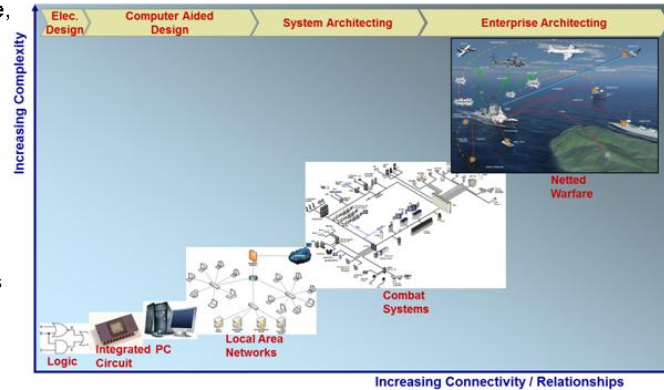 Elec.
Design
Computer Aided
Design
System Architecting
Enterprise Architecting
Increasing Complexity
Netted
Warfare
Combat
Systems
Local Area
Networks
Integrated PC
Circuit
Logic
Increasing Connectivity / Relationships